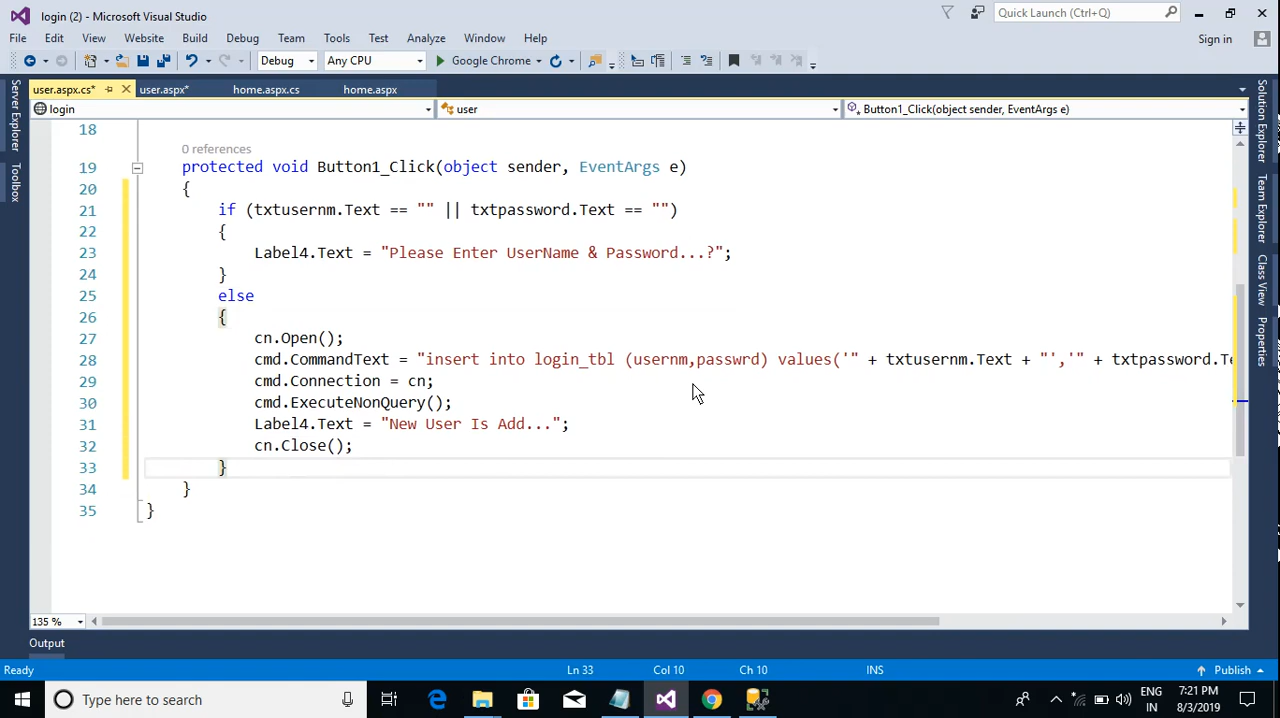 login (2) - Microsoft Visual Studio
Quick Launch (Ctrl+Q)
File Edit View Website Build Debug Team Tools Test Analyze Window Help
Sign in
Debug Any CPU Google Chrome
user.aspx.cs* user.aspx* home.aspx.cs home.aspx
login user Button1_Click(object sender, EventArgs e)
Server Explorer
Toolbox
Solution Explorer
Team Explorer
Class View
Properties
18
0 references
19 protected void Button1_Click(object sender, EventArgs e)
20 {
21 if (txtusernm.Text == "" || txtpassword.Text == "")
22 {
23 Label4.Text = "Please Enter UserName & Password...?";
24 }
25 else
26 {
27 cn.Open();
28 cmd.CommandText = "insert into login_tbl (usernm,passwrd) values('" + txtusernm.Text + "','" + txtpassword.Te
29 cmd.Connection = cn;
30 cmd.ExecuteNonQuery();
31 Label4.Text = "New User Is Add...";
32 cn.Close();
33 }
34 }
35 }
135 %
Output
Ready Ln 33 Col 10 Ch 10 INS Publish
Type here to search
ENG 7:21 PM
IN 8/3/2019